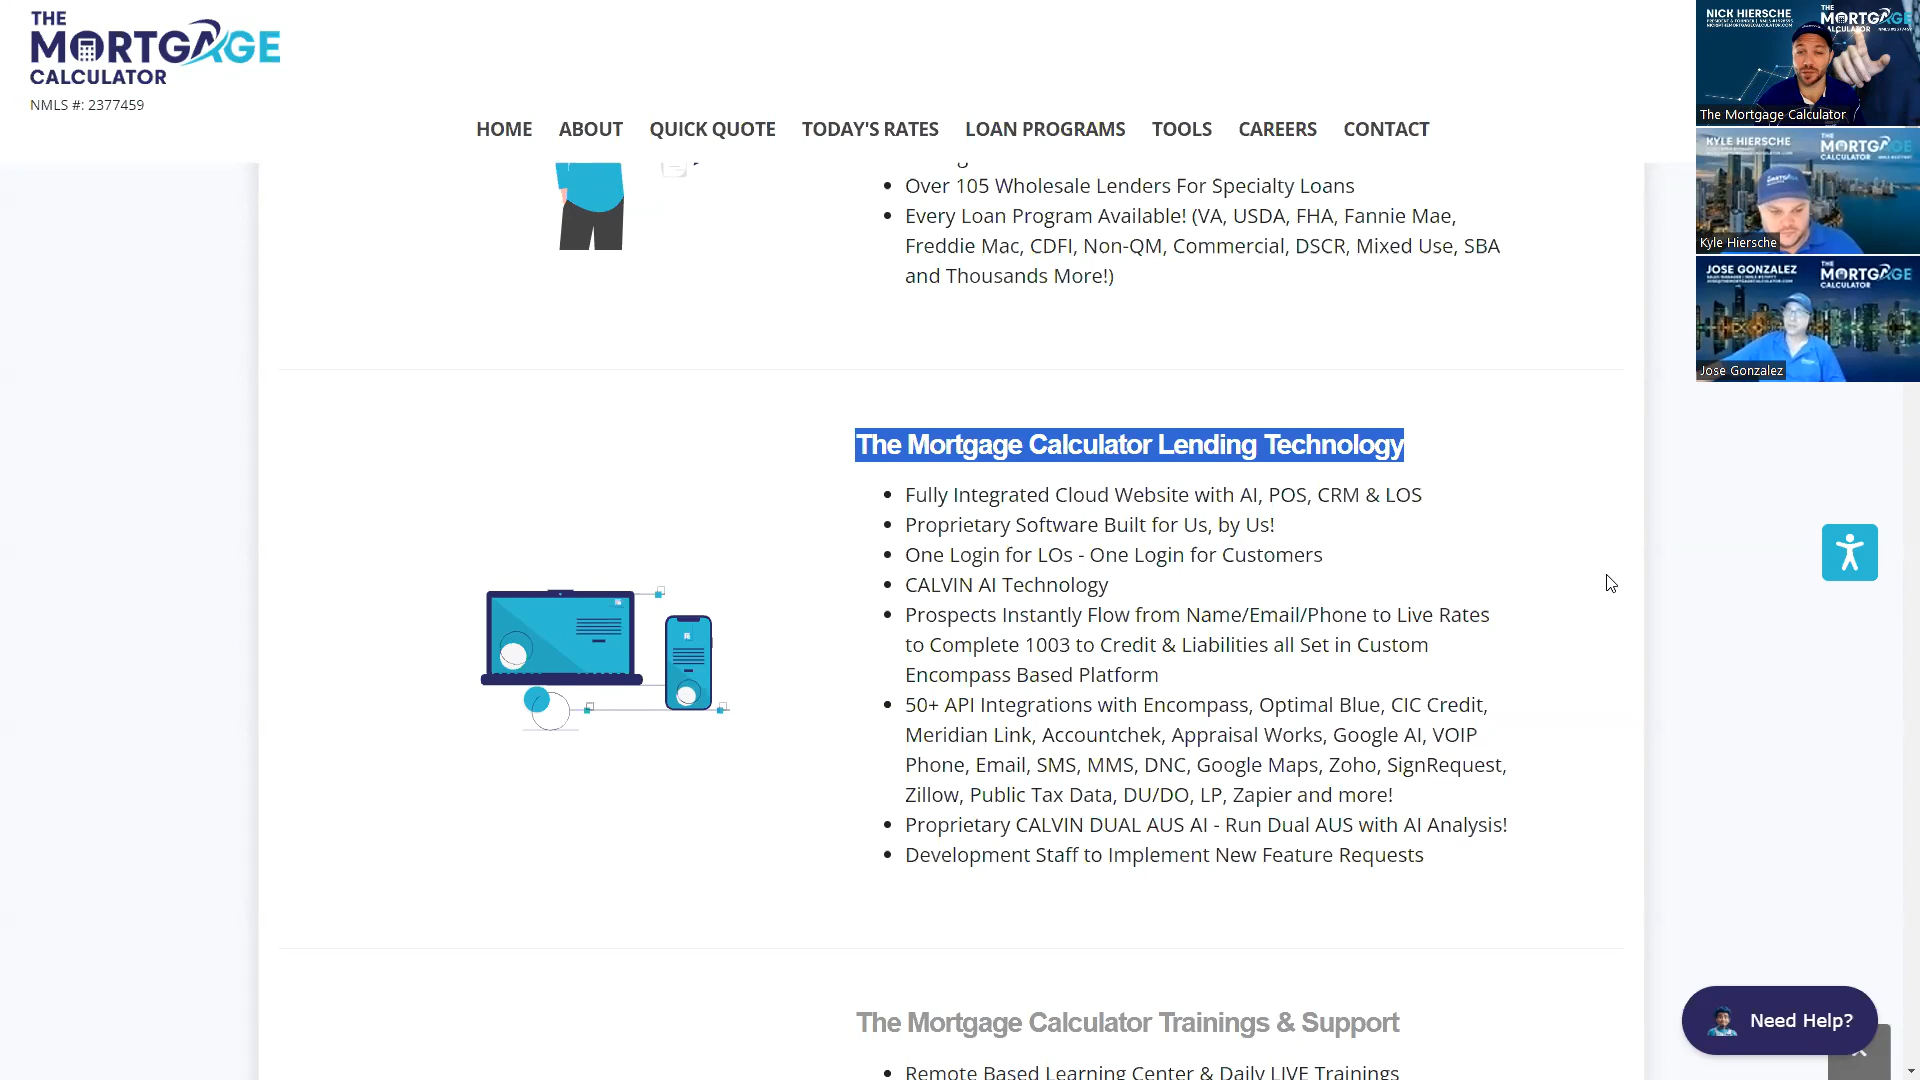 THE
MORTGAGE
CALCULATOR
NMLS #: 2377459
HOME ABOUT QUICK QUOTE TODAY'S RATES LOAN PROGRAMS TOOLS CAREERS CONTACT
Over 105 Wholesale Lenders For Specialty Loans
Every Loan Program Available! (VA, USDA, FHA, Fannie Mae,
Freddie Mac, CDFI, Non-QM, Commercial, DSCR, Mixed Use, SBA
and Thousands More!)
The Mortgage Calculator Lending Technology
Fully Integrated Cloud Website with AI, POS, CRM & LOS
Proprietary Software Built for Us, by Us!
One Login for LOs - One Login for Customers
CALVIN AI Technology
Prospects Instantly Flow from Name/Email/Phone to Live Rates
to Complete 1003 to Credit & Liabilities all Set in Custom
Encompass Based Platform
50+ API Integrations with Encompass, Optimal Blue, CIC Credit,
Meridian Link, Accountchek, Appraisal Works, Google AI, VOIP
Phone, Email, SMS, MMS, DNC, Google Maps, Zoho, SignRequest,
Zillow, Public Tax Data, DU/DO, LP, Zapier and more!
Proprietary CALVIN DUAL AUS AI - Run Dual AUS with AI Analysis!
Development Staff to Implement New Feature Requests
The Mortgage Calculator Trainings & Support
Remote Based Learning Center & Daily LIVE Trainings
NICK HIERSCHE
THE
MORTGAGE
CALCULATOR
The Mortgage Calculator
KYLE HIERSCHE
THE
MORTGAGE
CALCULATOR
Kyle Hiersche
JOSE GONZALEZ
THE
MORTGAGE
CALCULATOR
Jose Gonzalez
Need Help?